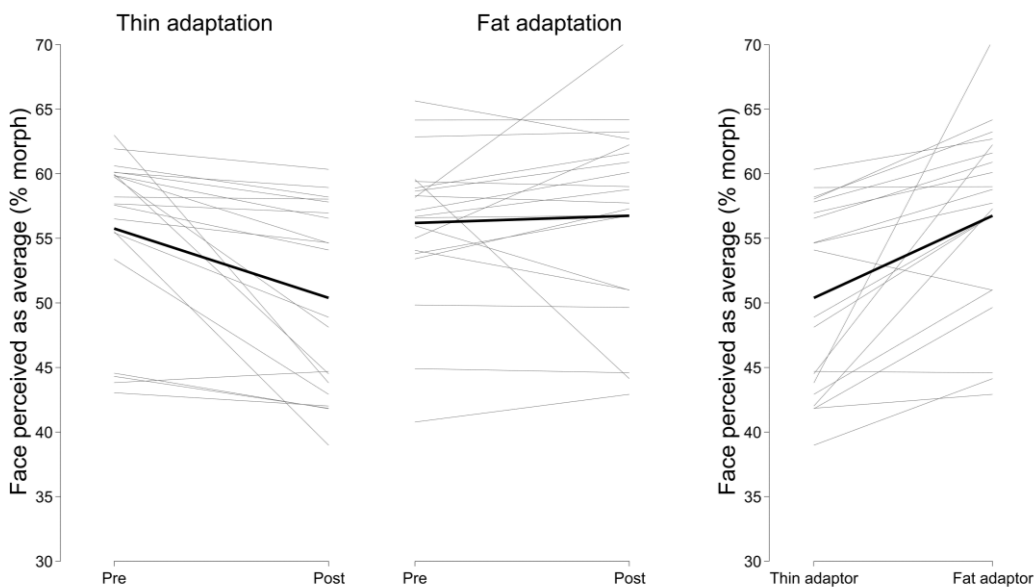 Thin adaptation
Fat adaptation
Face perceived as average (% morph)
70
65
60
55
50
45
40
35
30
Pre
Post
Pre
Post
Face perceived as average (% morph)
70
65
60
55
50
45
40
35
30
Thin adaptor
Fat adaptor